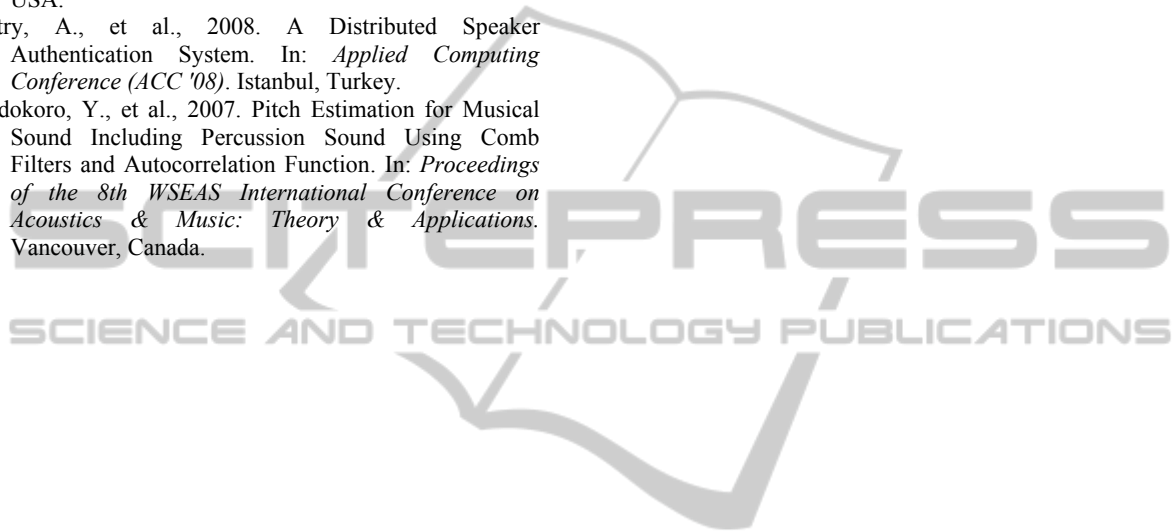 USA.
try, A., et al., 2008. A Distributed Speaker
Authentication System. In: Applied Computing
Conference (ACC '08). Istanbul, Turkey.
dokoro, Y., et al., 2007. Pitch Estimation for Musical
Sound Including Percussion Sound Using Comb
Filters and Autocorrelation Function. In: Proceedings
of the 8th WSEAS International Conference on
Acoustics & Music: Theory & Applications.
Vancouver, Canada.
SCITEPRESS
SCIENCE AND TECHNOLOGY PUBLICATIONS